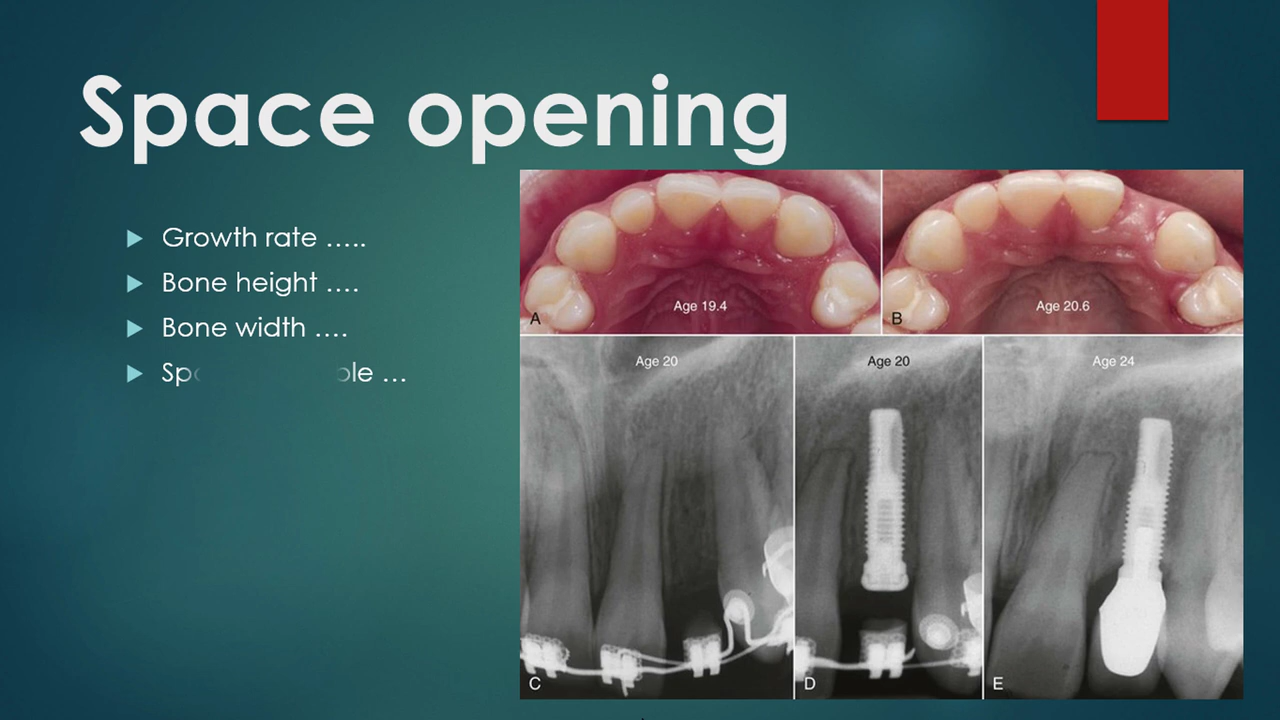 Space opening
Growth rate .....
Bone height ....
Bone width ....
...
Age 19.4
A
Age 20.6
B
Age 20
C
Age 20
D
Age 24
E